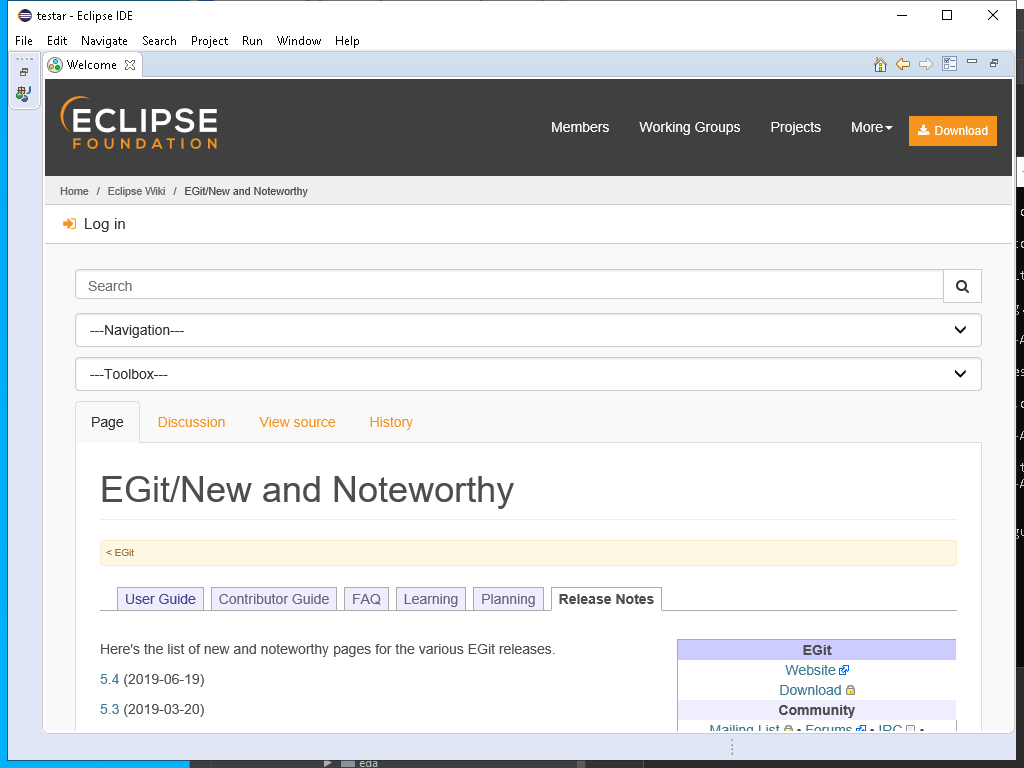 testar - Eclipse IDE
File Edit Navigate Search Project Run Window Help
Welcome
ECLIPSE
FOUNDATION
Members Working Groups Projects More Download
Home / Eclipse Wiki / EGit/New and Noteworthy
Log in
Search
---Navigation---
---Toolbox---
Page Discussion View source History
EGit/New and Noteworthy
< EGit
User Guide Contributor Guide FAQ Learning Planning Release Notes
Here's the list of new and noteworthy pages for the various EGit releases.
5.4 (2019-06-19)
5.3 (2019-03-20)
EGit
Website
Download
Community
Mailing List • Forums • IRC •
eda